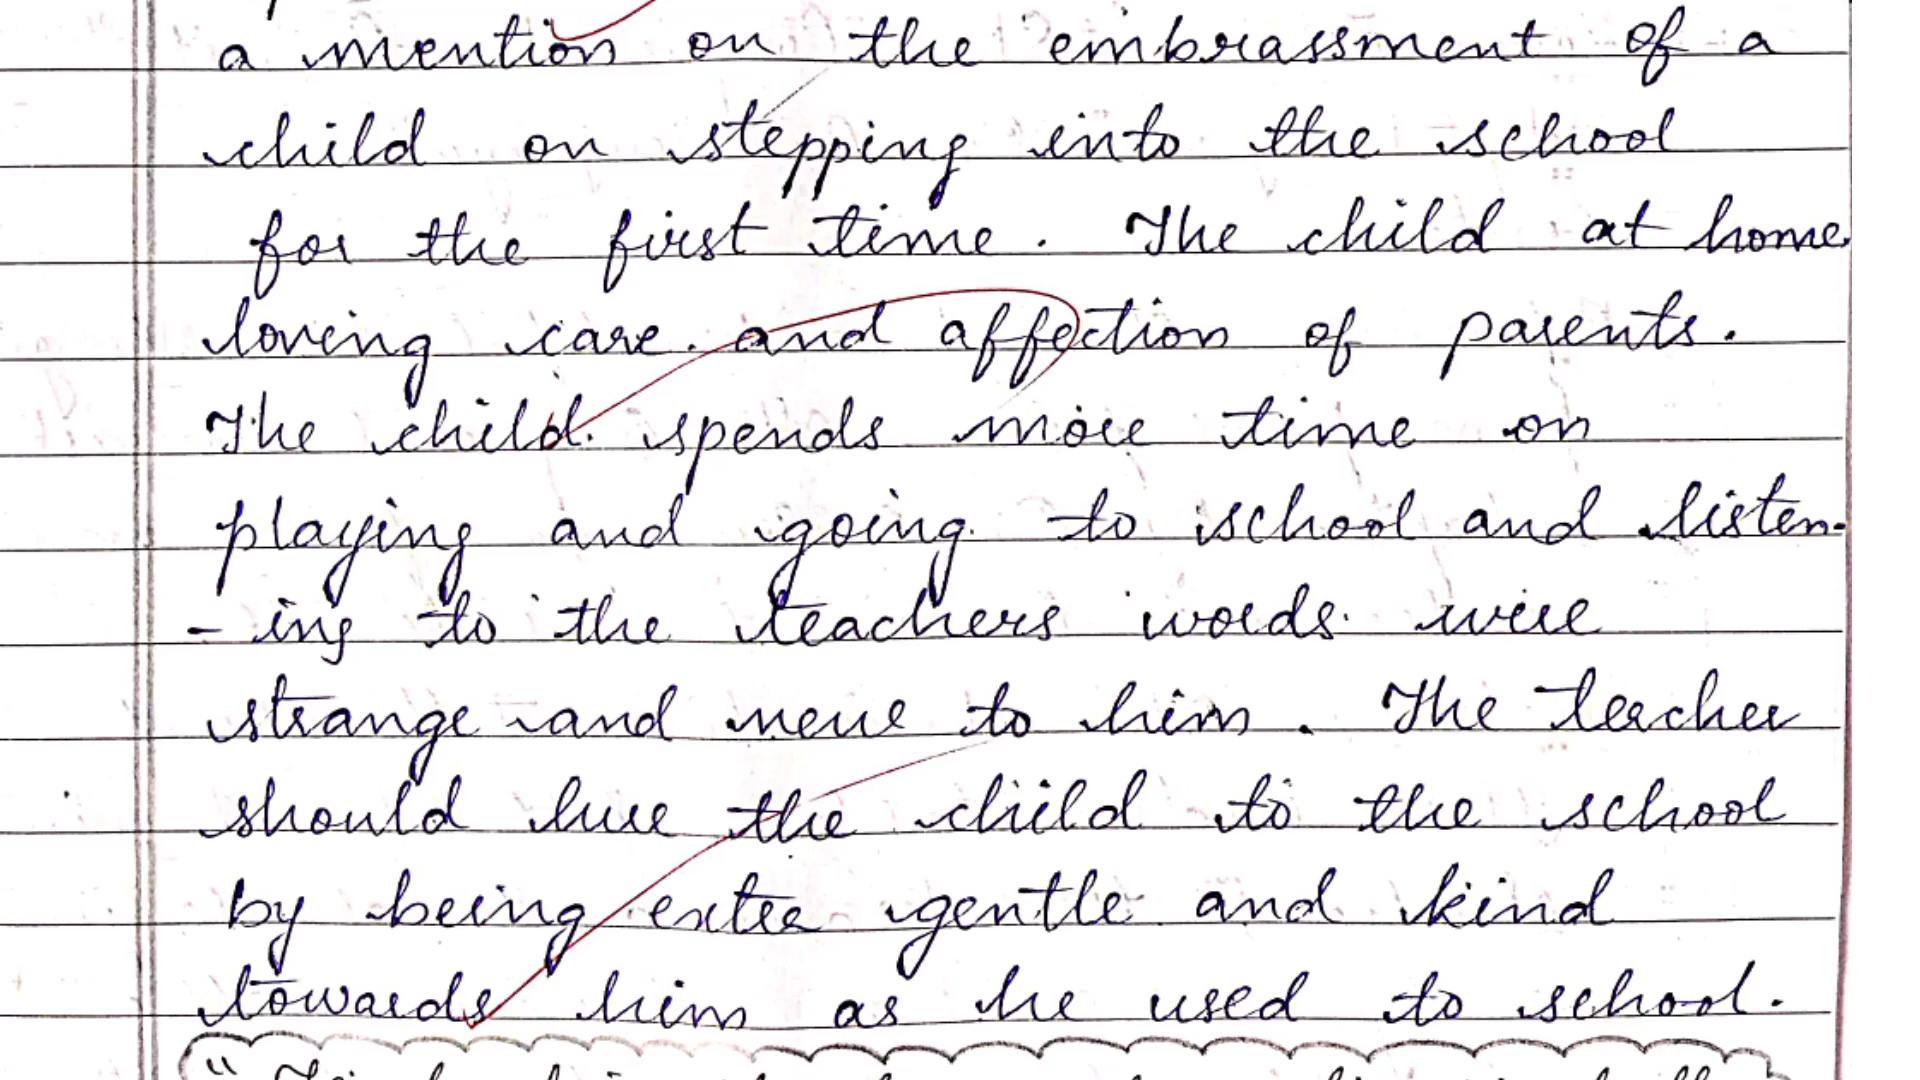 a mention on the embrassment of a
child on stepping into the school
for the first time. The child at home
loving care and affection of parents.
The child spends more time on
playing and going to school and listen-
-ing to the teachers words were
strange and new to him. The teacher
should lure the child to the school
by being extra gentle and kind
towards him as he used to school.